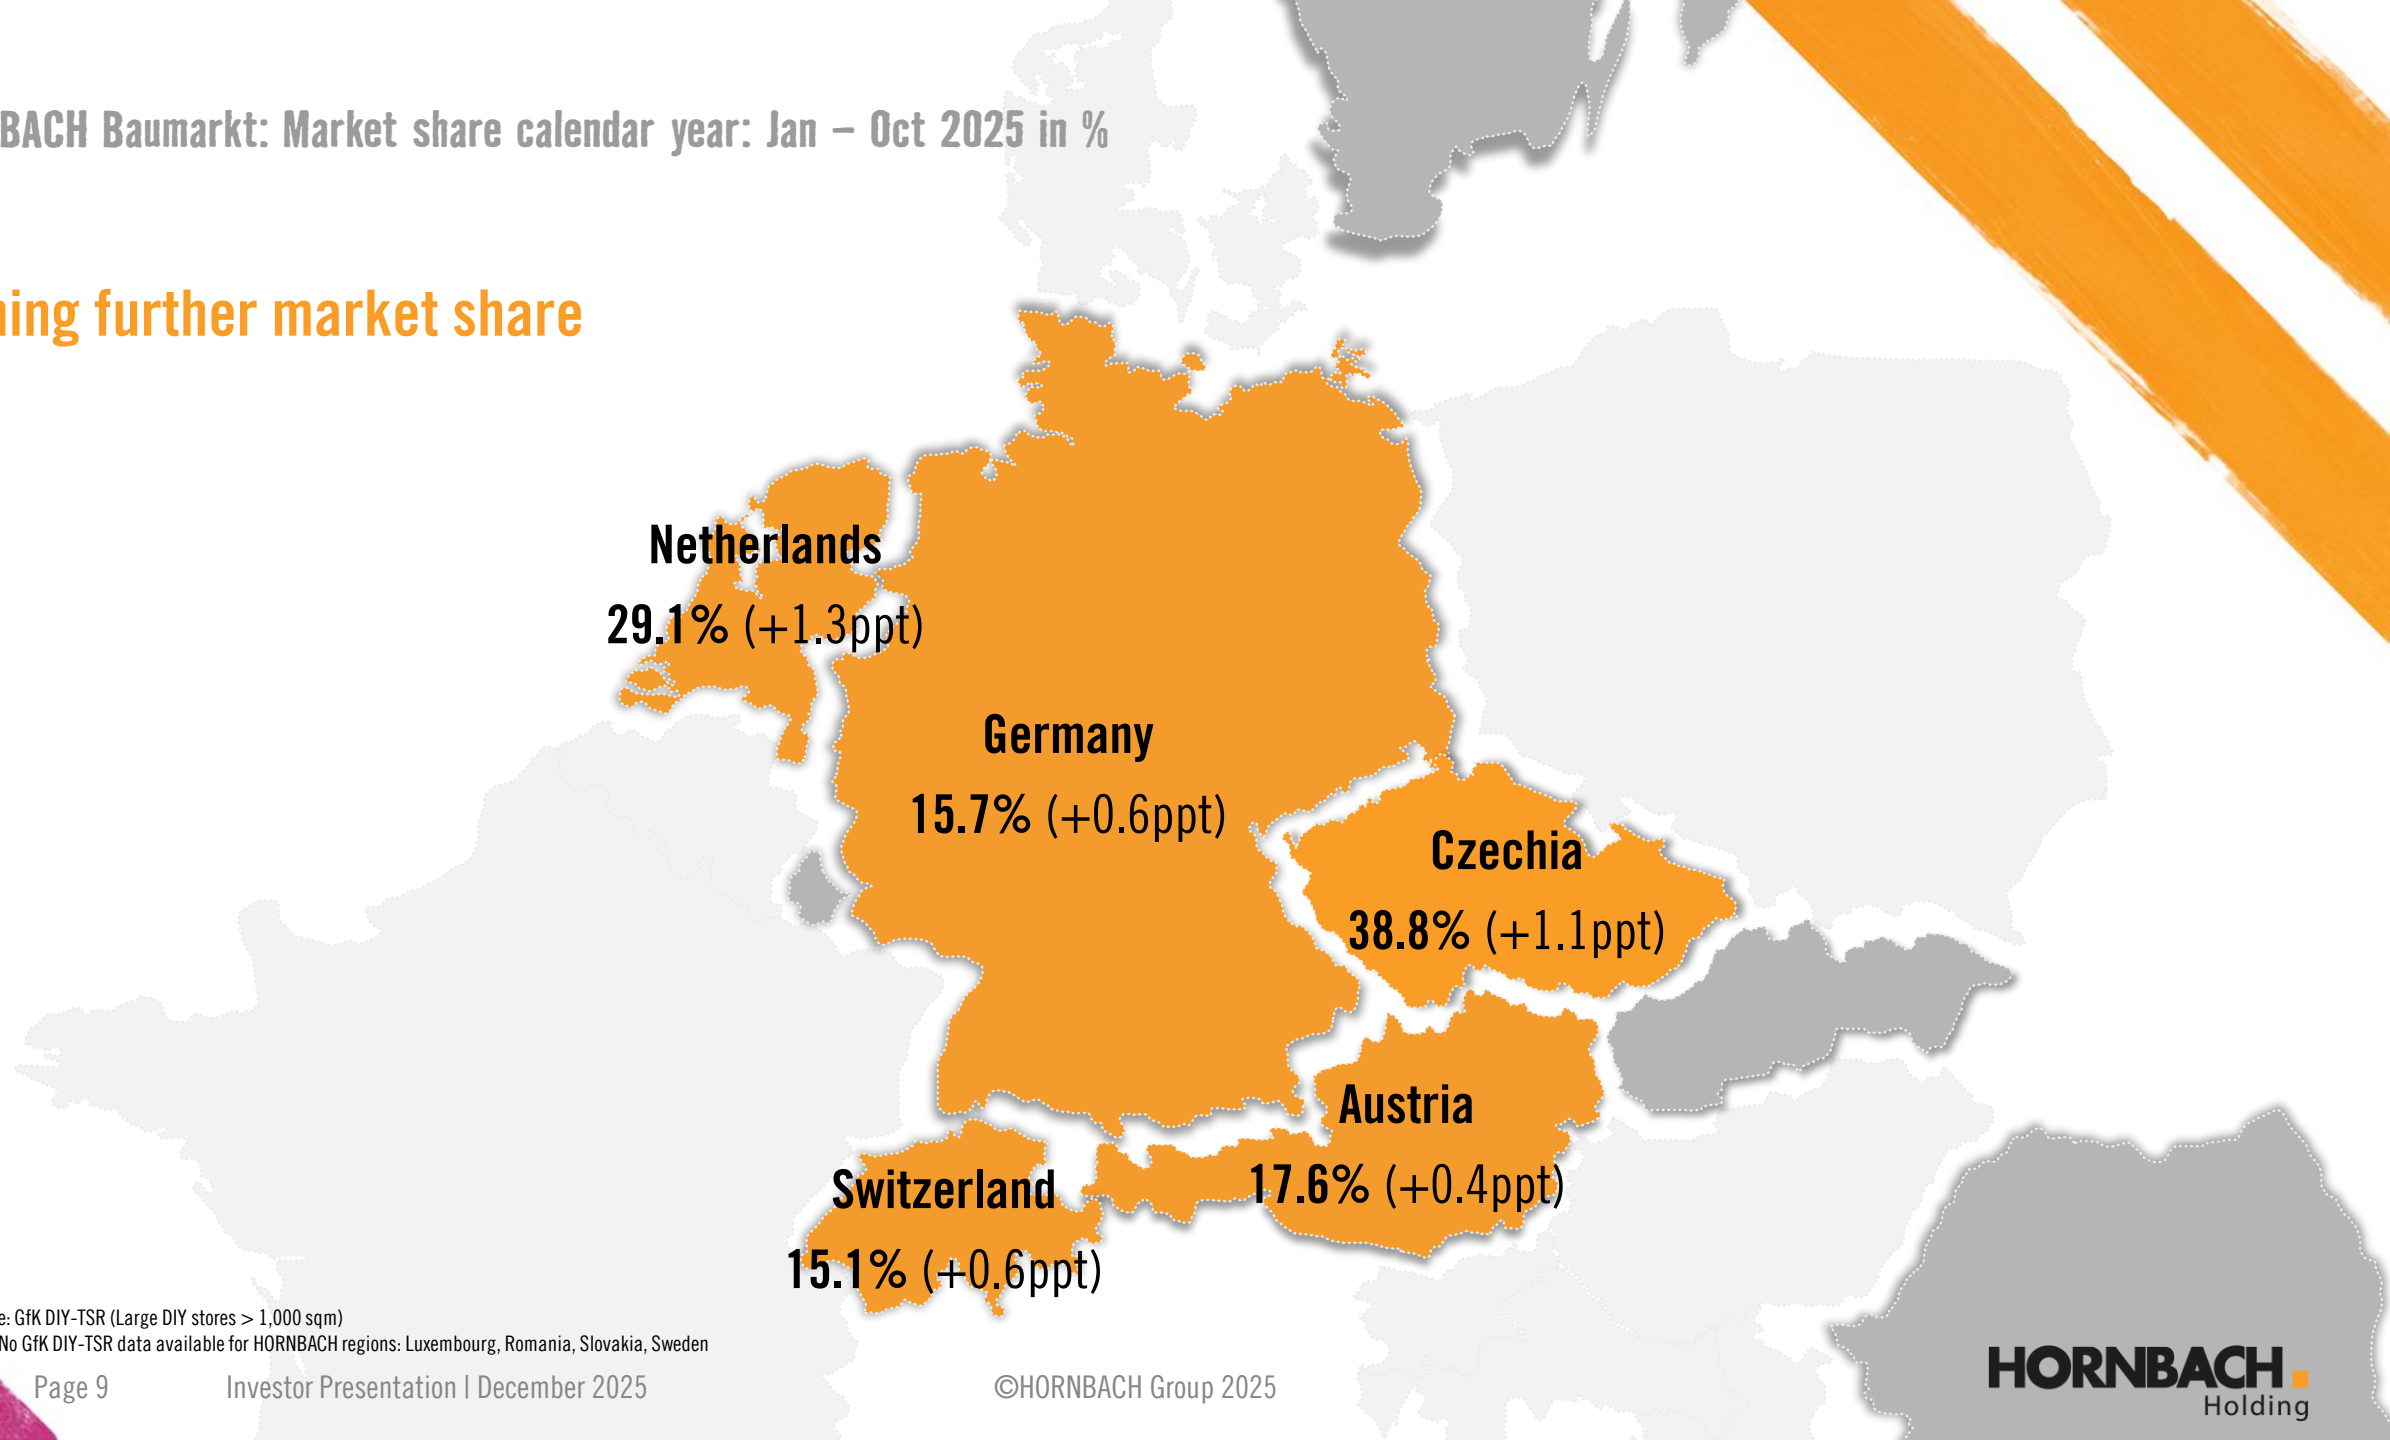 BACH Baumarkt: Market share calendar year: Jan – Oct 2025 in %
ning further market share
Netherlands
29.1% (+1.3ppt)
Germany
15.7% (+0.6ppt)
Czechia
38.8% (+1.1ppt)
Austria
17.6% (+0.4ppt)
Switzerland
15.1% (+0.6ppt)
e: GfK DIY-TSR (Large DIY stores > 1,000 sqm)
No GfK DIY-TSR data available for HORNBACH regions: Luxembourg, Romania, Slovakia, Sweden
Page 9 Investor Presentation | December 2025 ©HORNBACH Group 2025
HORNBACH
Holding